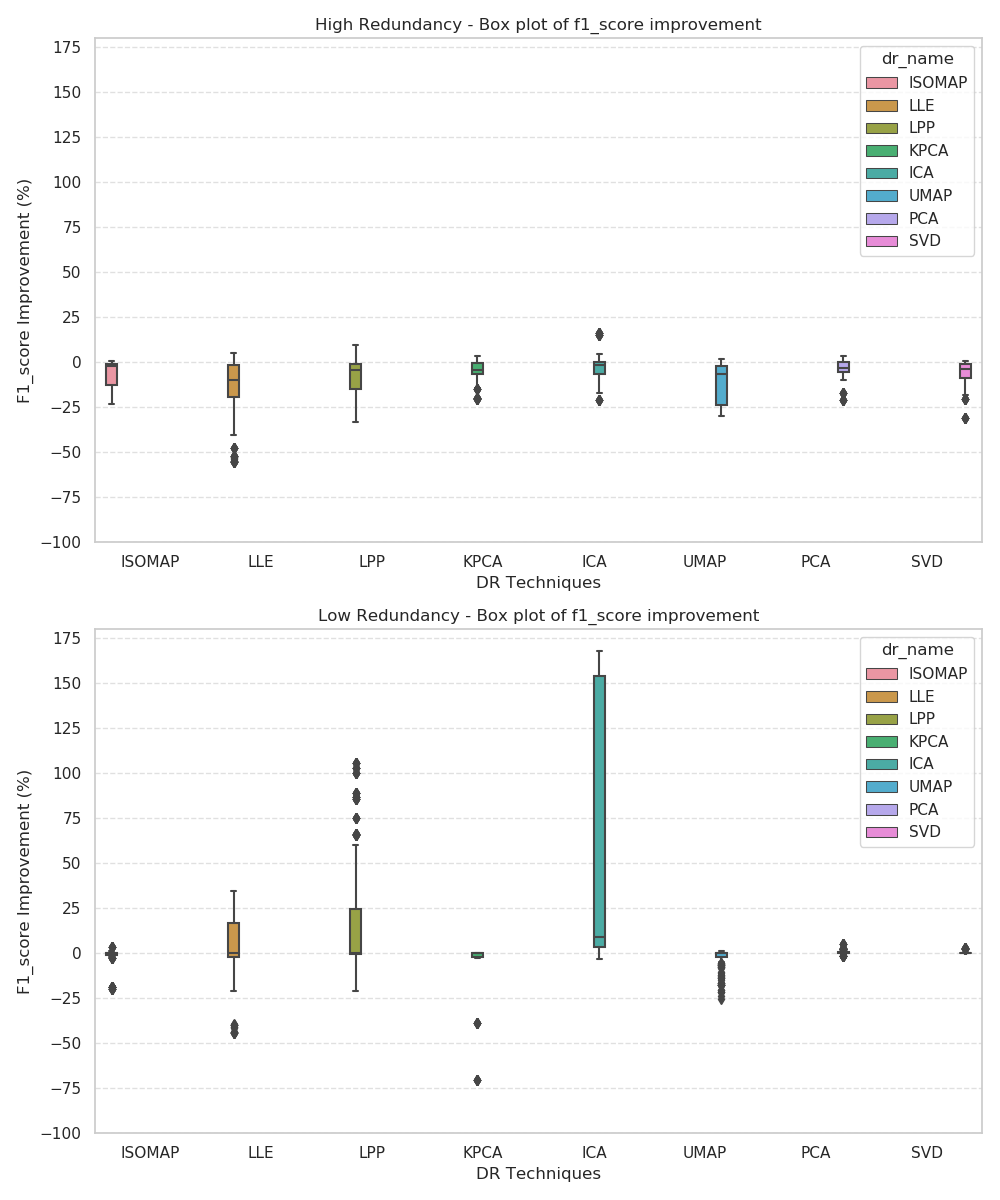 High Redundancy - Box plot of f1_score improvement
F1_score Improvement (%)
175
150
125
100
75
50
25
0
−25
−50
−75
−100
dr_name
ISOMAP
LLE
LPP
KPCA
ICA
UMAP
PCA
SVD
ISOMAP LLE LPP KPCA ICA UMAP PCA SVD
DR Techniques
Low Redundancy - Box plot of f1_score improvement
F1_score Improvement (%)
175
150
125
100
75
50
25
0
−25
−50
−75
−100
dr_name
ISOMAP
LLE
LPP
KPCA
ICA
UMAP
PCA
SVD
ISOMAP LLE LPP KPCA ICA UMAP PCA SVD
DR Techniques